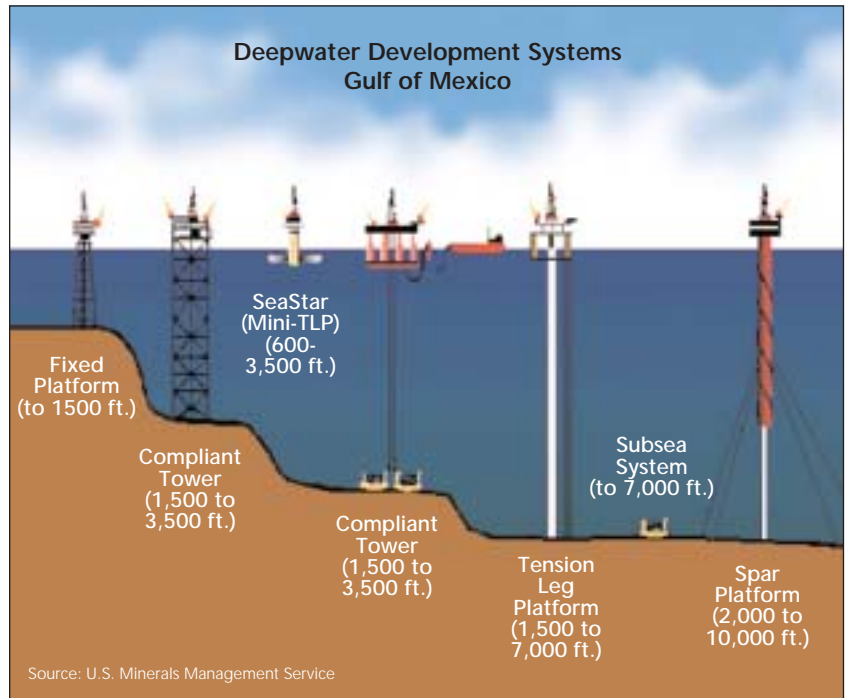 Deepwater Development Systems
Gulf of Mexico
SeaStar
(Mini-TLP)
(600-
3,500 ft.)
Fixed
Platform
(to 1500 ft.)
Compliant
Tower
(1,500 to
3,500 ft.)
Compliant
Tower
(1,500 to
3,500 ft.)
Subsea
System
(to 7,000 ft.)
Tension
Leg
Platform
(1,500 to
7,000 ft.)
Spar
Platform
(2,000 to
10,000 ft.)
Source: U.S. Minerals Management Service